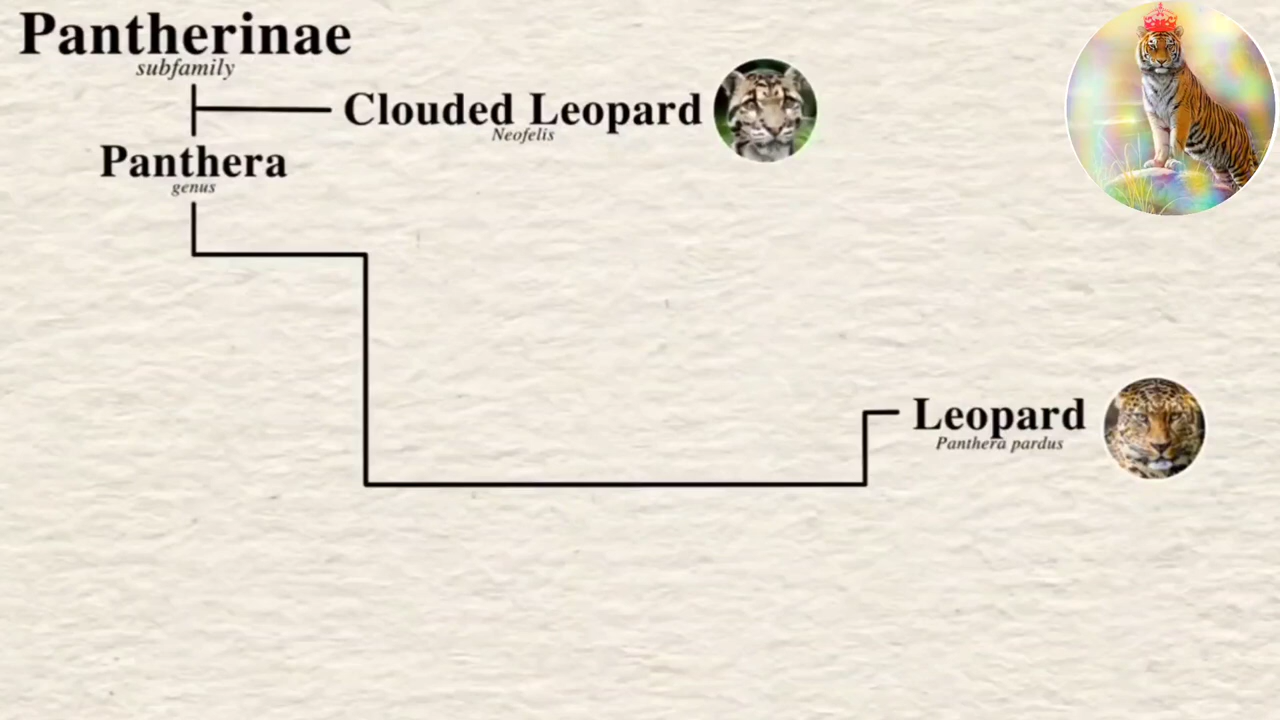 Pantherinae
subfamily
Clouded Leopard
Neofelis
Panthera
genus
Leopard
Panthera pardus